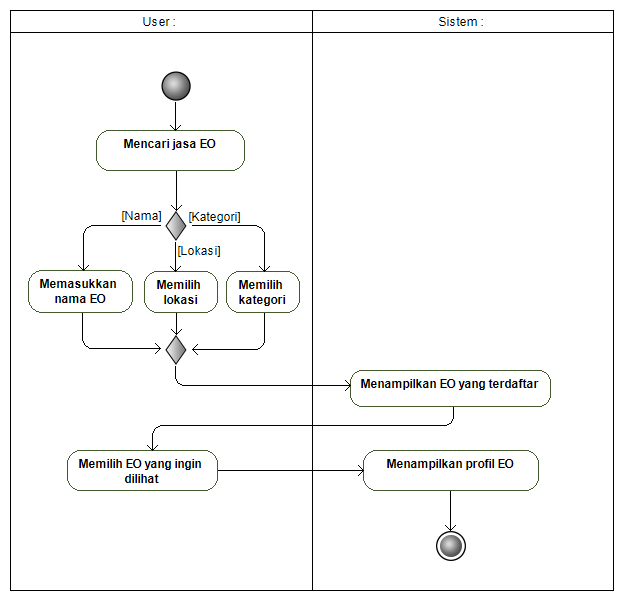 User :
Sistem :
Mencari jasa EO
[Nama]
[Kategori]
[Lokasi]
Memasukkan
nama EO
Memilih
lokasi
Memilih
kategori
Menampilkan EO yang terdaftar
Memilih EO yang ingin
dilihat
Menampilkan profil EO